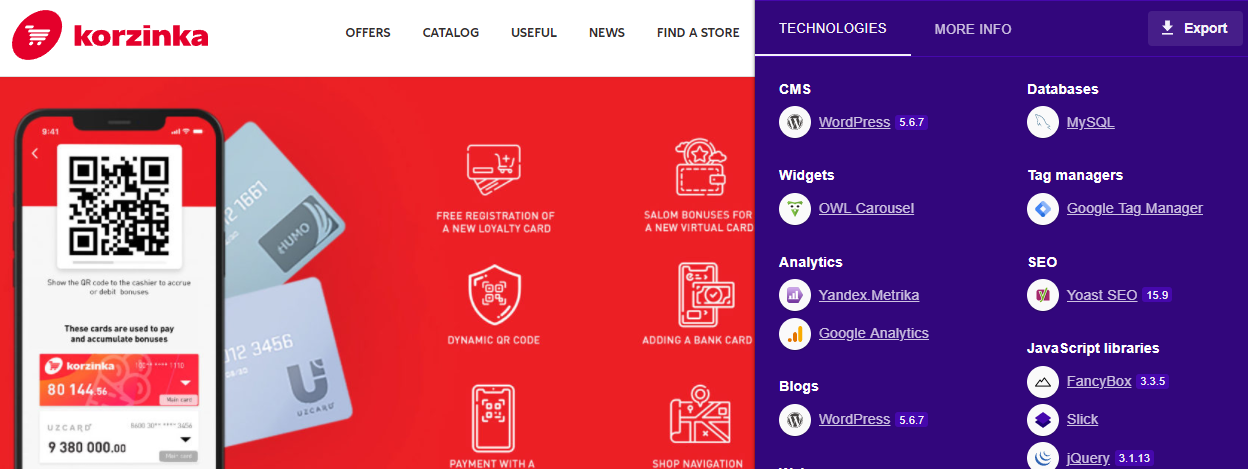 korzinka
OFFERS
CATALOG
USEFUL
NEWS
FIND A STORE
9:41
Show the QR code to the cashier to accrue
or debit bonuses
These cards are used to pay
and accumulate bonuses
korzinka
80 144.56
Main card
UZCARD
8600 30** **** 3456
9 380 000.00
Main card
12 1661
HUMO
012 3456
UZCARD
FREE REGISTRATION OF
A NEW LOYALTY CARD
SALOM BONUSES FOR
A NEW VIRTUAL CARD
DYNAMIC QR CODE
ADDING A BANK CARD
PAYMENT WITH A
SHOP NAVIGATION
TECHNOLOGIES
MORE INFO
Export
CMS
WordPress 5.6.7
Widgets
OWL Carousel
Analytics
Yandex.Metrika
Google Analytics
Blogs
WordPress 5.6.7
Databases
MySQL
Tag managers
Google Tag Manager
SEO
Yoast SEO 15.9
JavaScript libraries
FancyBox 3.3.5
Slick
jQuery 3.1.13